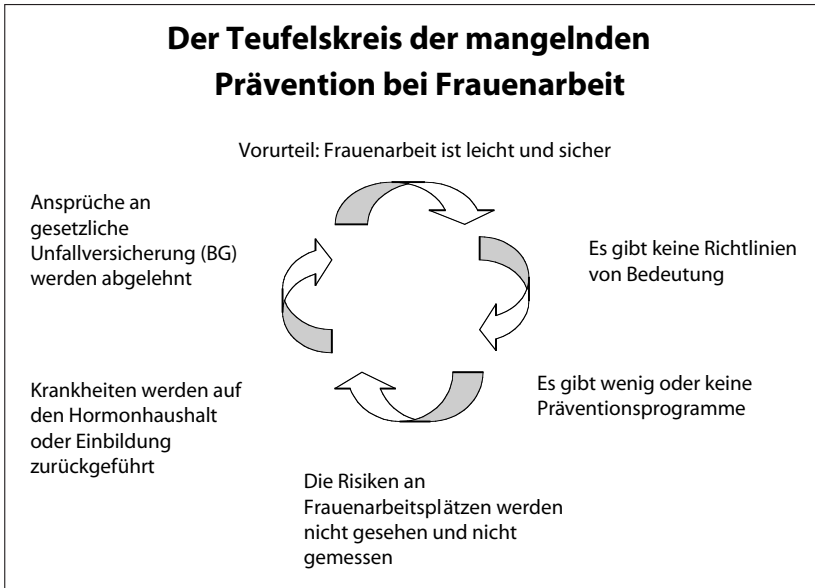 Der Teufelskreis der mangelnden
Prävention bei Frauenarbeit
Vorurteil: Frauenarbeit ist leicht und sicher
Es gibt keine Richtlinien
von Bedeutung
Es gibt wenig oder keine
Präventionsprogramme
Die Risiken an
Frauenarbeitsplätzen werden
nicht gesehen und nicht
gemessen
Krankheiten werden auf
den Hormonhaushalt
oder Einbildung
zurückgeführt
Ansprüche an
gesetzliche
Unfallversicherung (BG)
werden abgelehnt